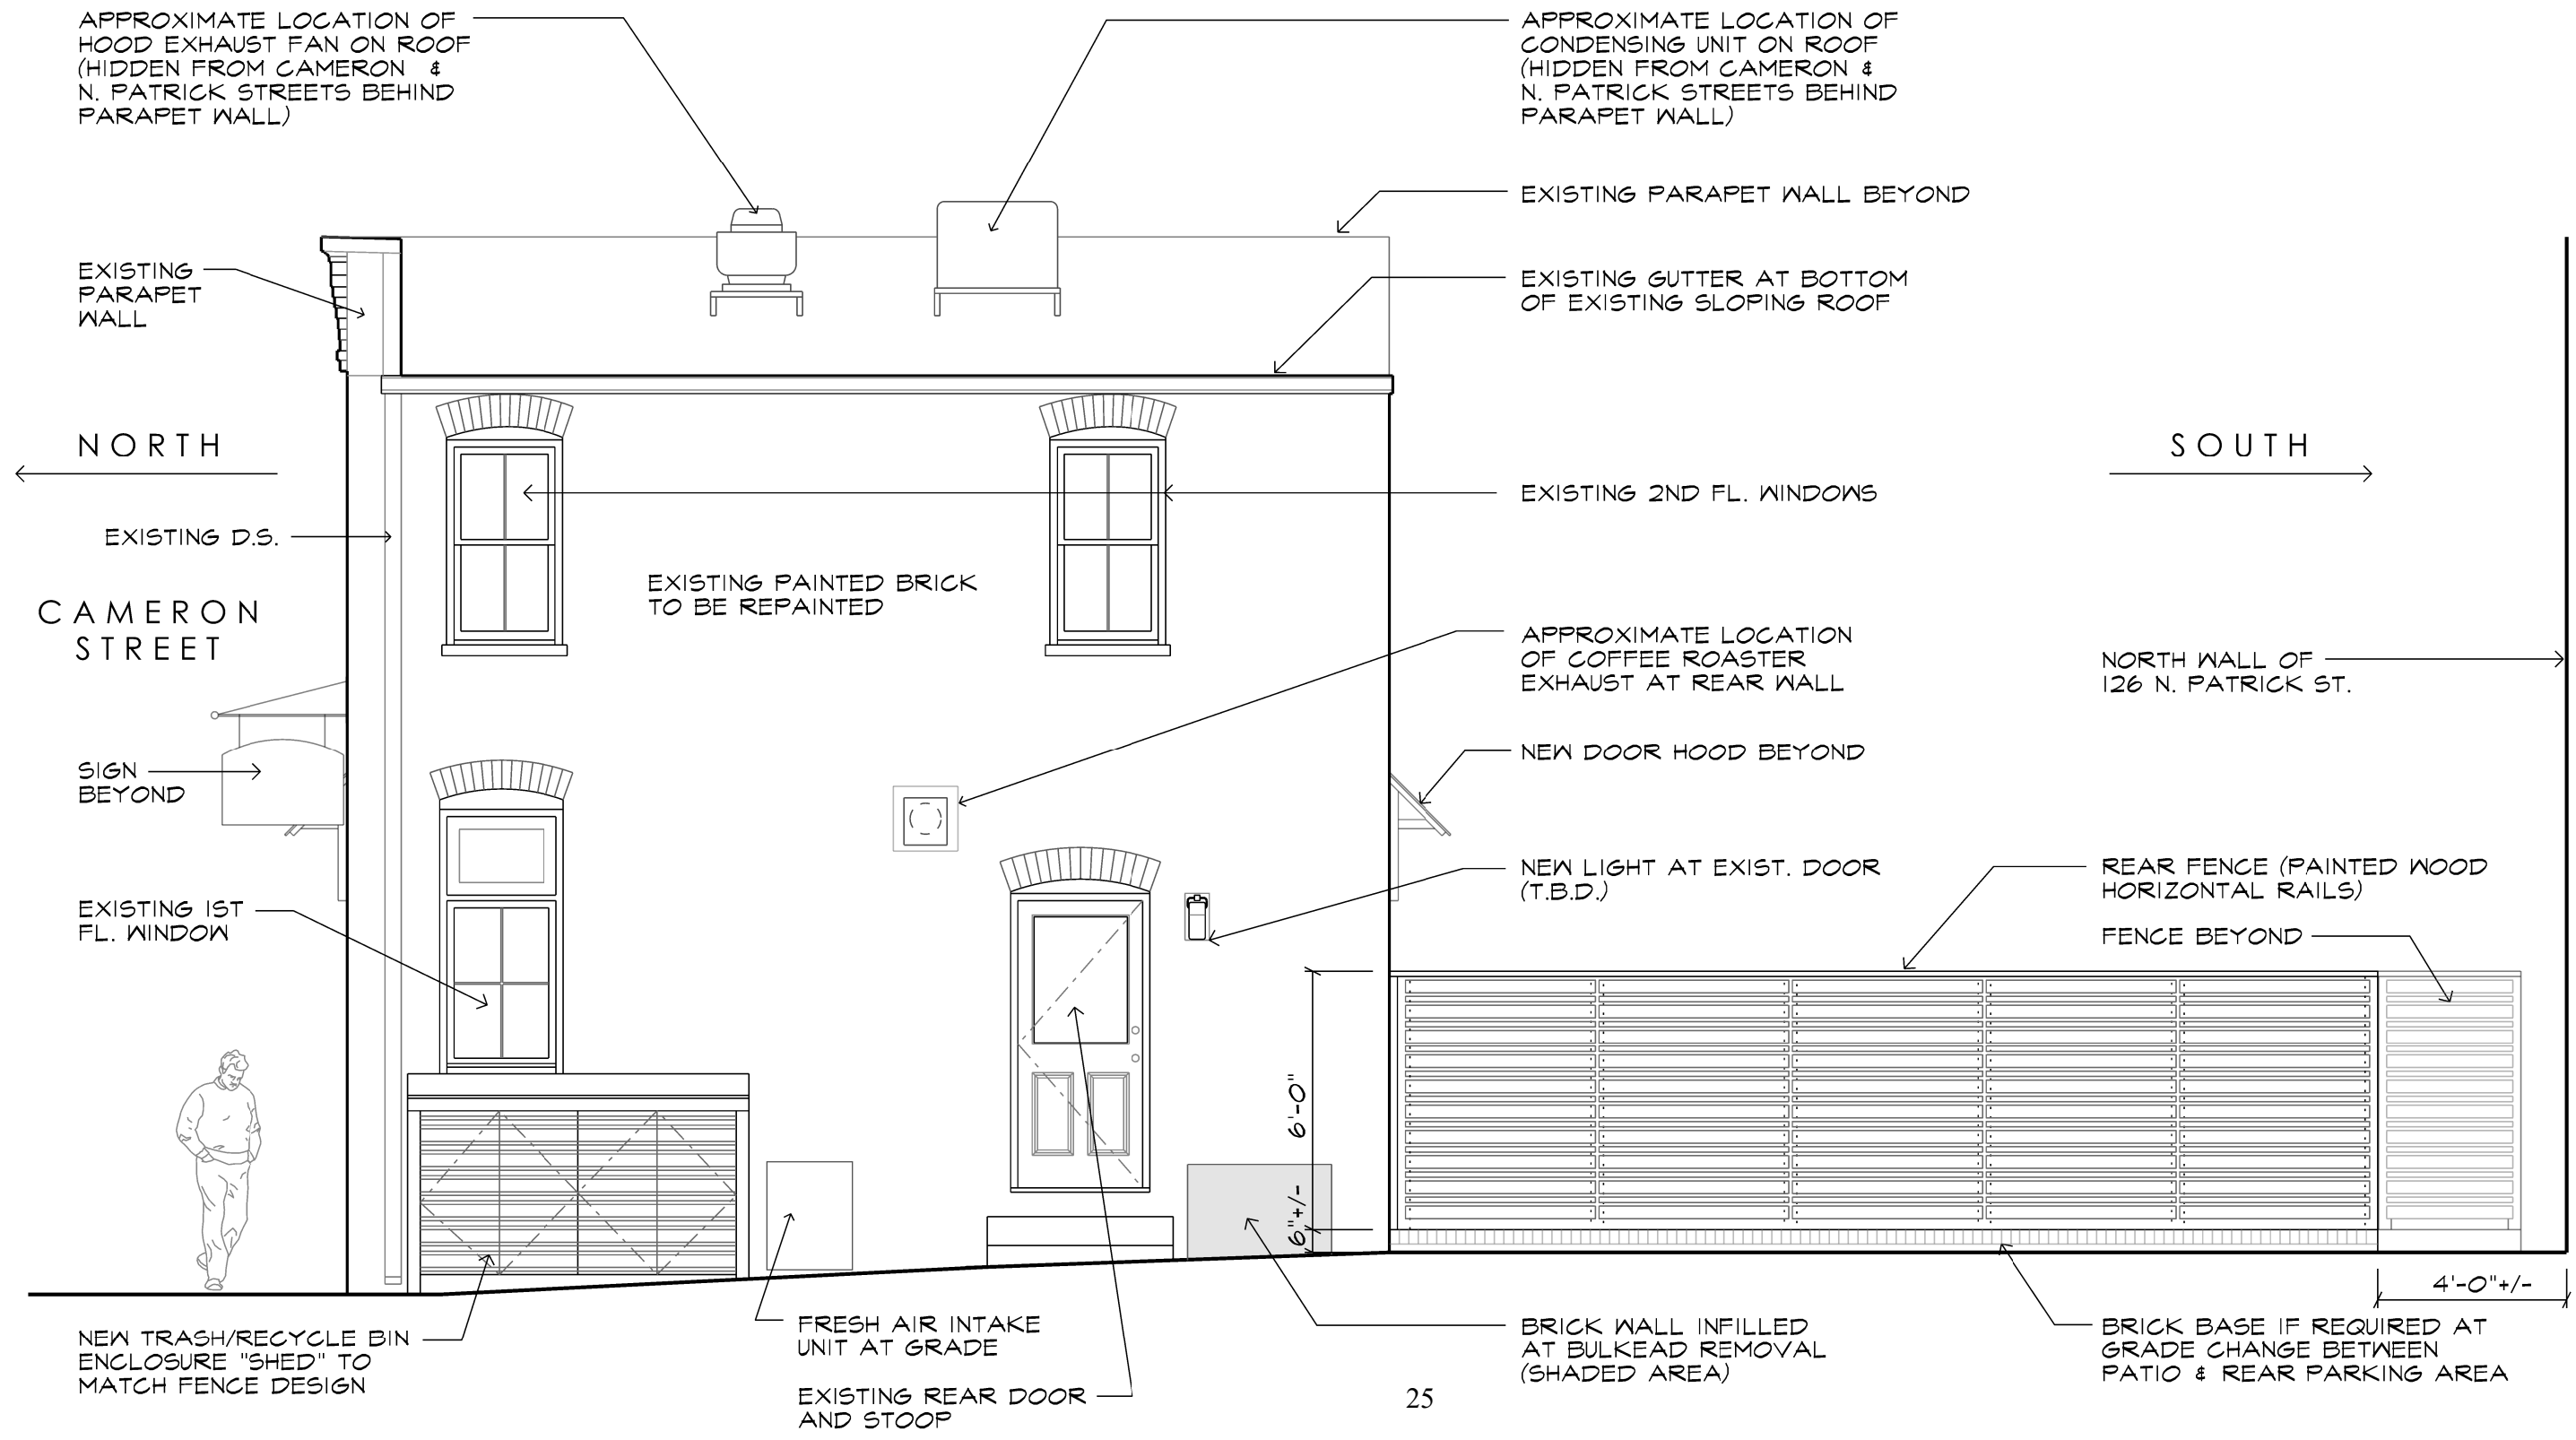 APPROXIMATE LOCATION OF
HOOD EXHAUST FAN ON ROOF
(HIDDEN FROM CAMERON &
N. PATRICK STREETS BEHIND
PARAPET WALL)
APPROXIMATE LOCATION OF
CONDENSING UNIT ON ROOF
(HIDDEN FROM CAMERON &
N. PATRICK STREETS BEHIND
PARAPET WALL)
EXISTING PARAPET WALL BEYOND
EXISTING
PARAPET
WALL
EXISTING GUTTER AT BOTTOM
OF EXISTING SLOPING ROOF
NORTH
SOUTH
EXISTING 2ND FL. WINDOWS
EXISTING D.S.
EXISTING PAINTED BRICK
TO BE REPAINTED
CAMERON
STREET
APPROXIMATE LOCATION
OF COFFEE ROASTER
EXHAUST AT REAR WALL
NORTH WALL OF
126 N. PATRICK ST.
SIGN
BEYOND
NEW DOOR HOOD BEYOND
NEW LIGHT AT EXIST. DOOR
(T.B.D.)
REAR FENCE (PAINTED WOOD
HORIZONTAL RAILS)
EXISTING 1ST
FL. WINDOW
FENCE BEYOND
6'-0"
6"+/-
4'-0"+/-
NEW TRASH/RECYCLE BIN
ENCLOSURE "SHED" TO
MATCH FENCE DESIGN
FRESH AIR INTAKE
UNIT AT GRADE
EXISTING REAR DOOR
AND STOOP
BRICK WALL INFILLED
AT BULKEAD REMOVAL
(SHADED AREA)
BRICK BASE IF REQUIRED AT
GRADE CHANGE BETWEEN
PATIO & REAR PARKING AREA
25